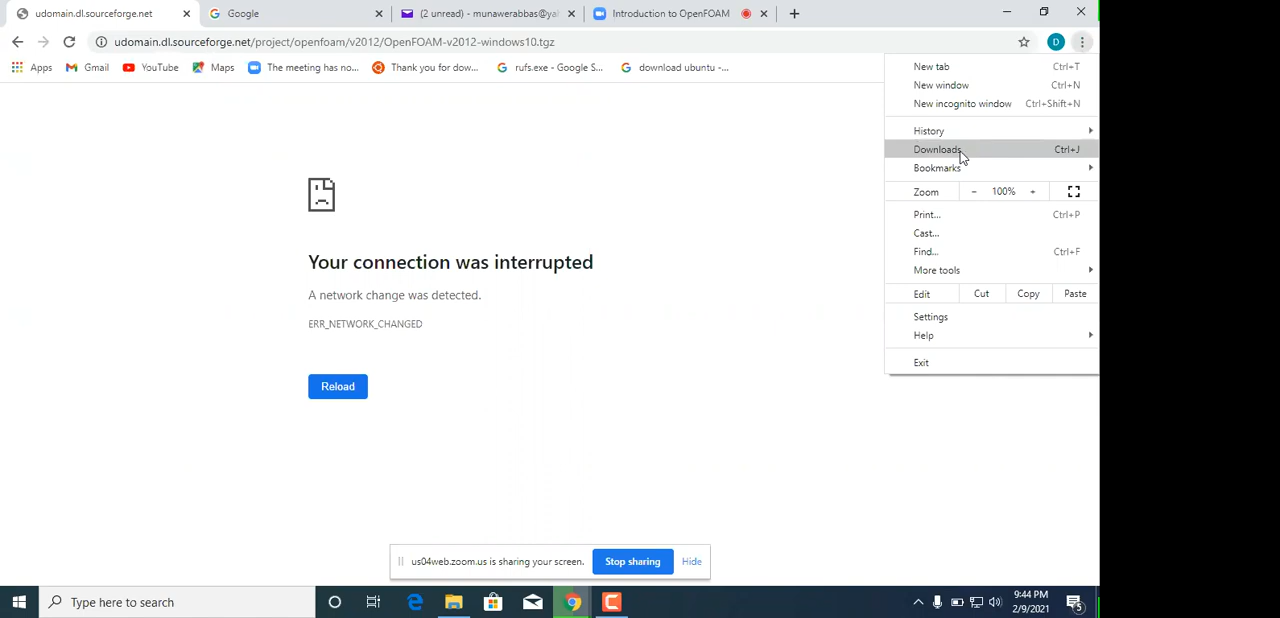 udomain.dl.sourceforge.net
Google
(2 unread) - munawerabbas@ya
Introduction to OpenFOAM
udomain.dl.sourceforge.net/project/openfoam/v2012/OpenFOAM-v2012-windows10.tgz
D
Apps
Gmail
YouTube
Maps
The meeting has no...
Thank you for dow...
rufs.exe - Google S...
download ubuntu -...
New tab Ctrl+T
New window Ctrl+N
New incognito window Ctrl+Shift+N
History
Downloads Ctrl+J
Bookmarks
Zoom - 100% +
Print... Ctrl+P
Cast...
Find... Ctrl+F
More tools
Edit Cut Copy Paste
Settings
Help
Exit
Your connection was interrupted
A network change was detected.
ERR_NETWORK_CHANGED
Reload
us04web.zoom.us is sharing your screen. Stop sharing Hide
Type here to search
9:44 PM
2/9/2021
5